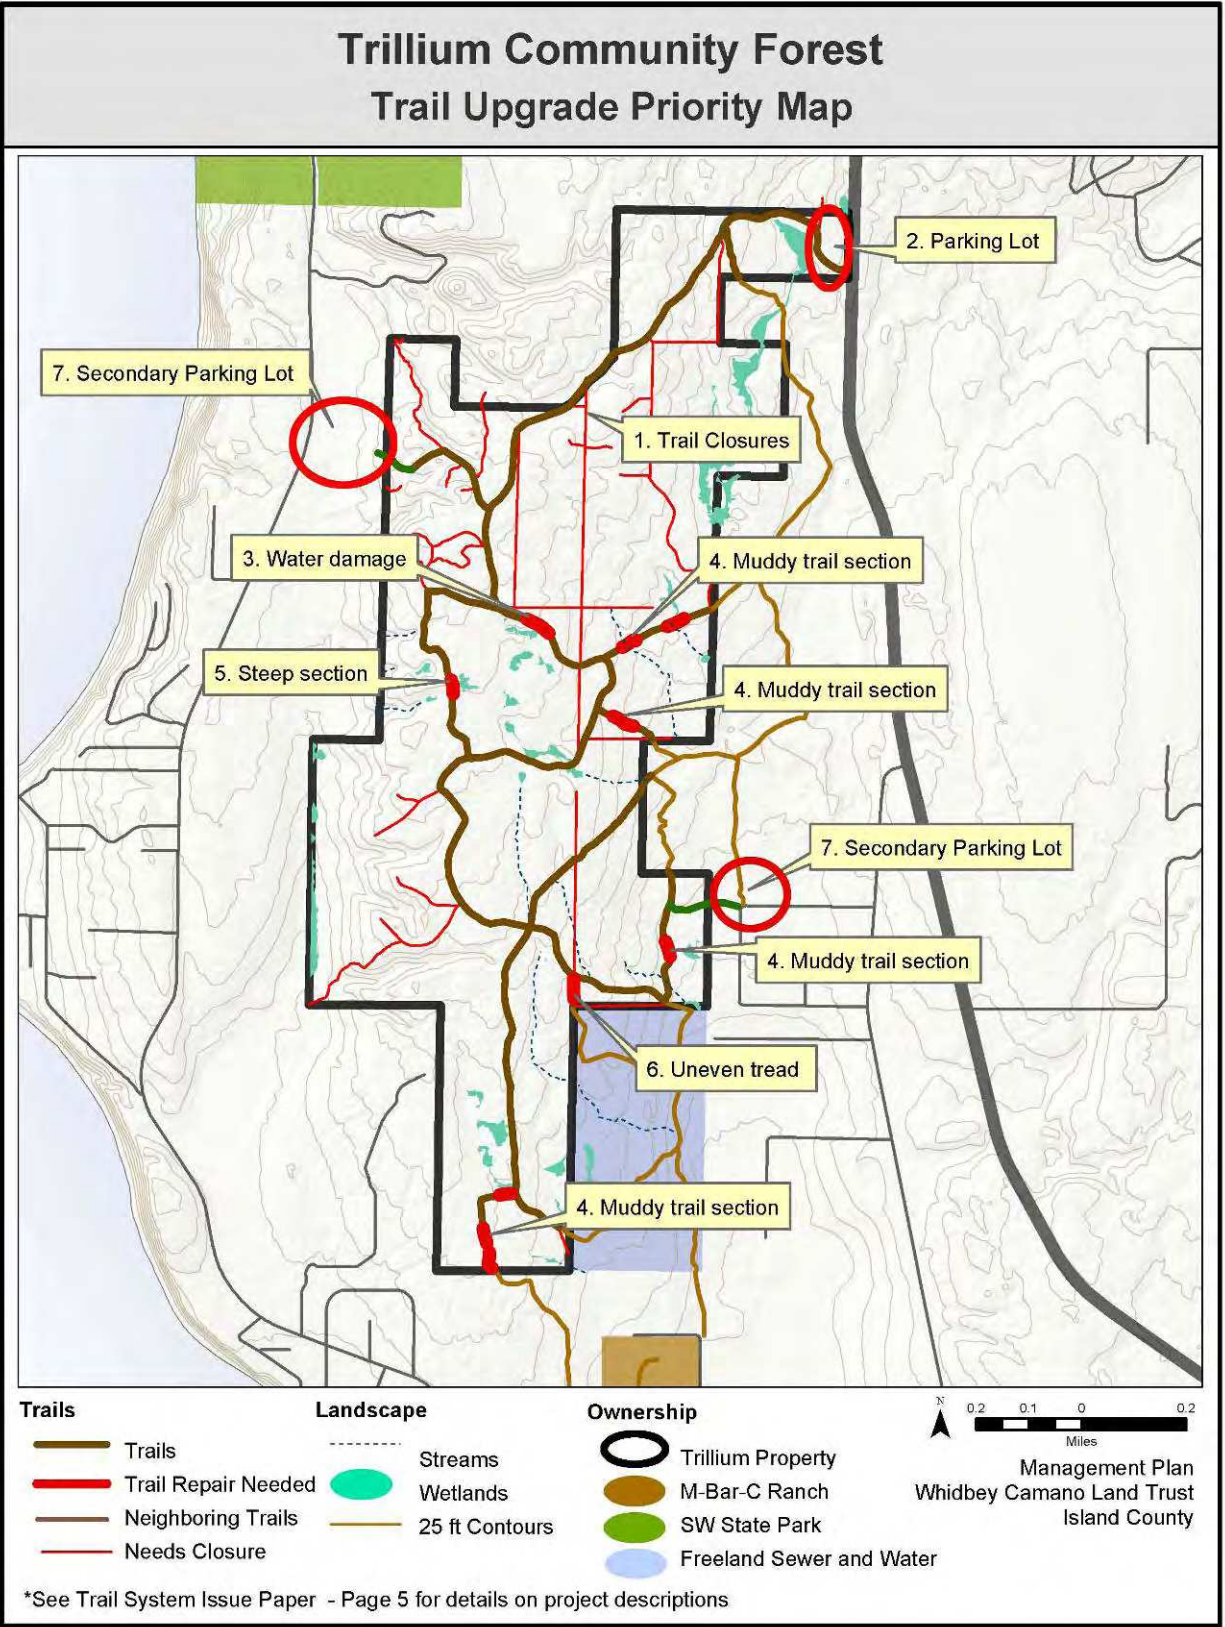 Trillium Community Forest
Trail Upgrade Priority Map
2. Parking Lot
7. Secondary Parking Lot
1. Trail Closures
3. Water damage
4. Muddy trail section
5. Steep section
4. Muddy trail section
7. Secondary Parking Lot
4. Muddy trail section
6. Uneven tread
4. Muddy trail section
Trails
Trails
Trail Repair Needed
Neighboring Trails
Needs Closure
Landscape
Streams
Wetlands
25 ft Contours
Ownership
Trillium Property
M-Bar-C Ranch
SW State Park
Freeland Sewer and Water
N
0.2 0.1 0 0.2
Miles
Management Plan
Whidbey Camano Land Trust
Island County
*See Trail System Issue Paper - Page 5 for details on project descriptions